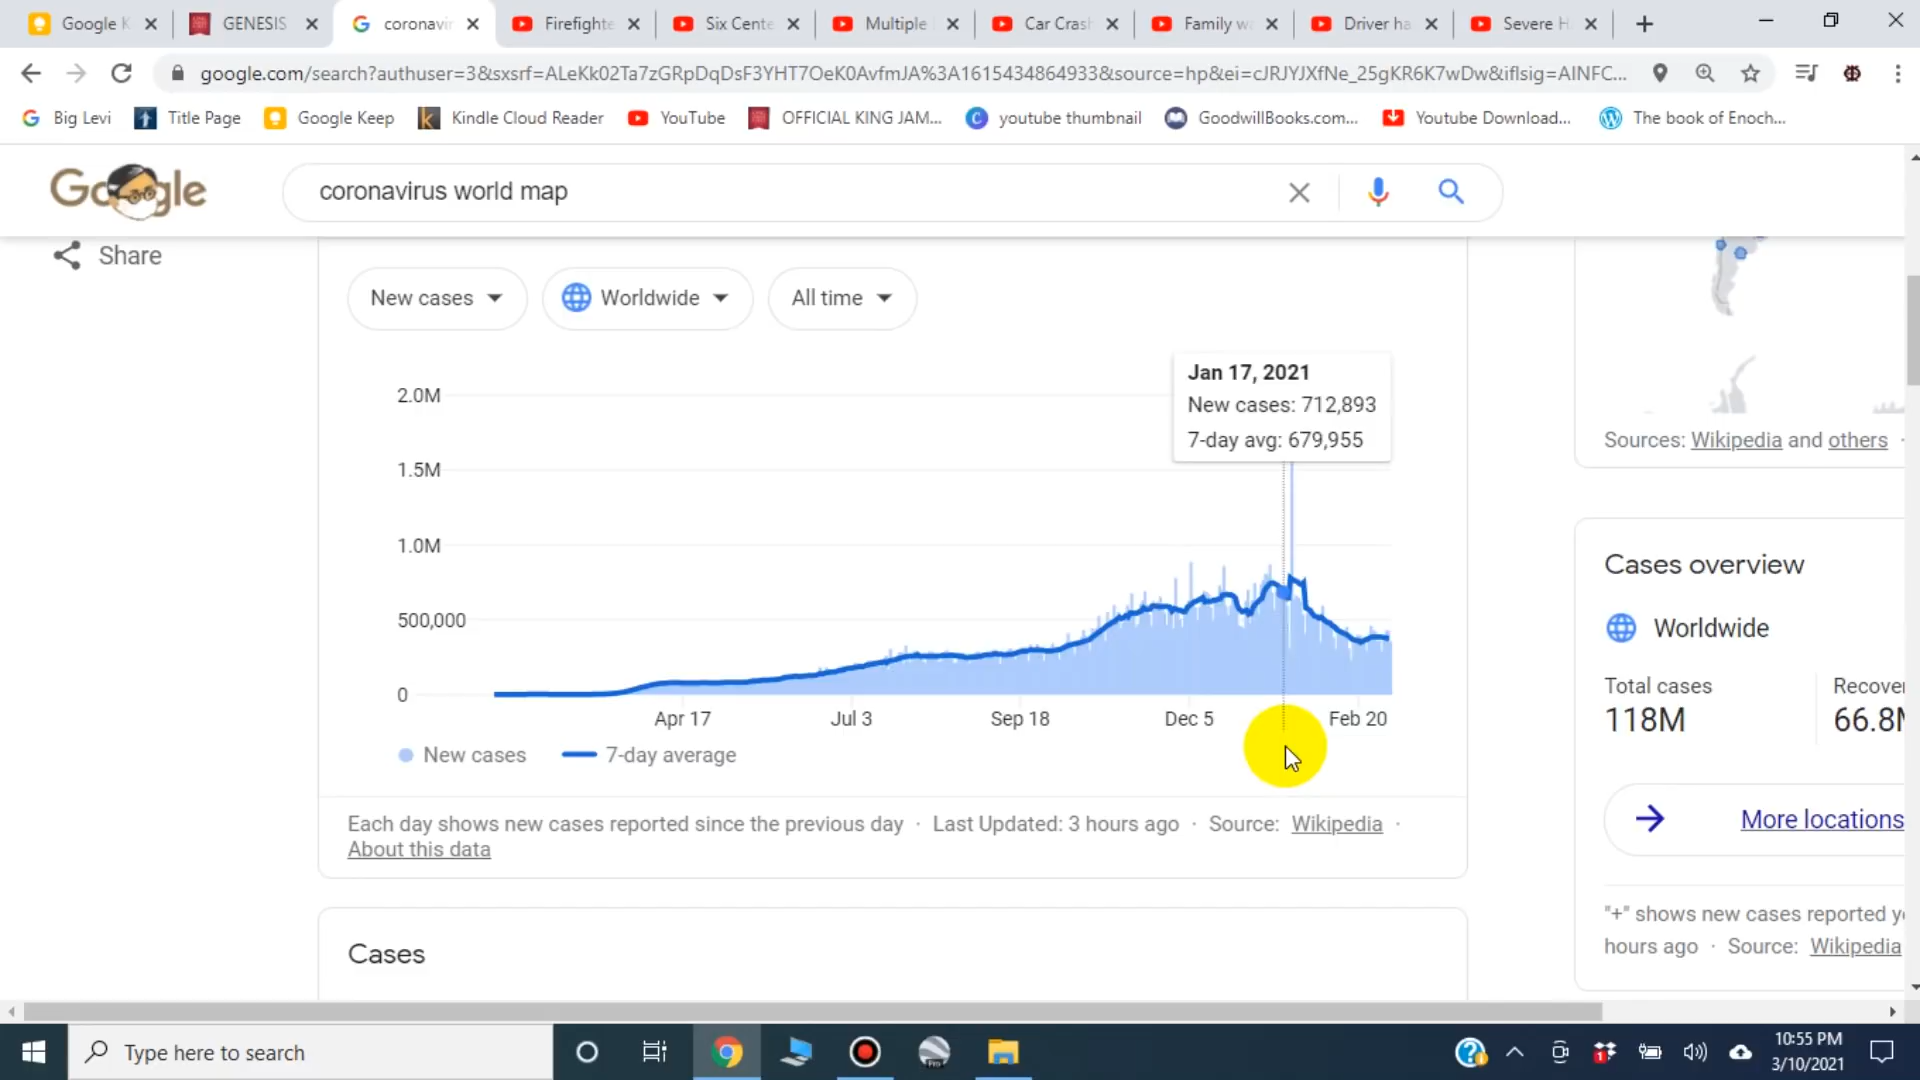 Google K
GENESIS
coronavir
Firefighte
Six Cente
Multiple
Car Crash
Family w
Driver ha
Severe H
google.com/search?authuser=3&sxsrf=ALeKk02Ta7zGRpDqDsF3YHT7OeK0AvfmJA%3A1615434864933&source=hp&ei=cJRJYJXfNe_25gKR6K7wDw&iflsig=AINFC...
Big Levi
Title Page
Google Keep
Kindle Cloud Reader
YouTube
OFFICIAL KING JAM...
youtube thumbnail
GoodwillBooks.com...
Youtube Download...
The book of Enoch...
Google
coronavirus world map
Share
New cases
Worldwide
All time
Jan 17, 2021
New cases: 712,893
7-day avg: 679,955
2.0M
1.5M
1.0M
500,000
0
Apr 17
Jul 3
Sep 18
Dec 5
Feb 20
New cases
7-day average
Each day shows new cases reported since the previous day · Last Updated: 3 hours ago · Source: Wikipedia ·
About this data
Cases
Sources: Wikipedia and others ·
Cases overview
Worldwide
Total cases
118M
Recover
66.8M
More locations
"+" shows new cases reported y
hours ago · Source: Wikipedia
Type here to search
10:55 PM
3/10/2021